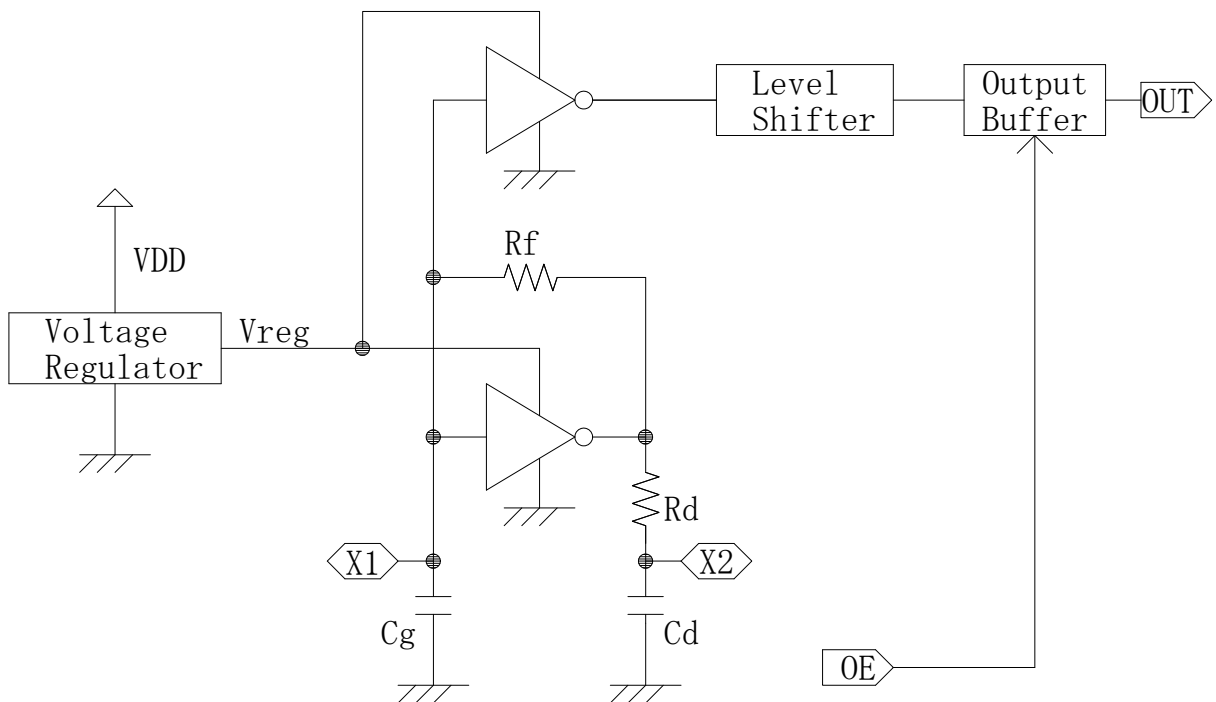 Level
Shifter
Output
Buffer
OUT
VDD
Rf
Voltage
Regulator
Vreg
Rd
X1
X2
Cg
Cd
OE